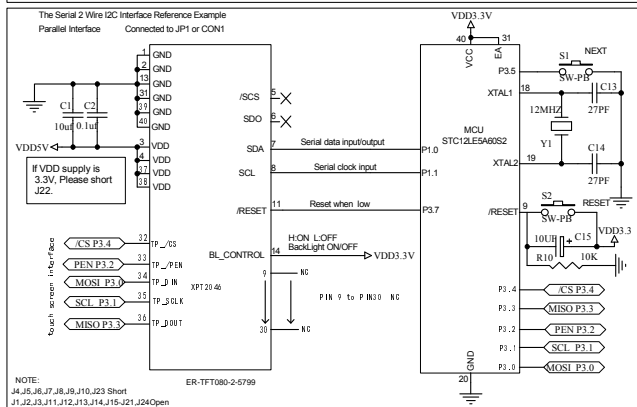 The Serial 2 Wire I2C Interface Reference Example
Parallel Interface Connected to JP1 or CON1
1 GND
2 GND
13 GND
31 GND
39 GND
40 GND
C1 C2
10uf 0.1uf
VDD5V
3 VDD
4 VDD
37 VDD
38 VDD
If VDD supply is
3.3V, Please short
J22.
/SCS 5
SDO 6
SDA 7 Serial data input/output P1.0
SCL 8 Serial clock input P1.1
/RESET 11 Reset when low P3.7
BL_CONTROL 14 H:ON L:OFF
BackLight ON/OFF
VDD3.3V
9 NC
PIN 9 to PIN30 NC
30 NC
touch screen interface
/CS P3.4 32 TP_/CS
PEN P3.2 33 TP_/PEN
MOSI P3.0 34 TP_DIN
SCL P3.1 35 TP_SCLK
MISO P3.3 36 TP_DOUT
XPT2046
ER-TFT080-2-5799
VDD3.3V
40 31
VCC EA
MCU
STC12LE5A60S2
P3.5
S1 NEXT
SW-PB
XTAL1 18
C13
27PF
12MHZ
Y1
XTAL2 19
C14
27PF
/RESET 9
S2 RESET
SW-PB
VDD3.3
10UF + C15
R10 10K
P3.4 /CS P3.4
P3.3 MISO P3.3
P3.2 PEN P3.2
P3.1 SCL P3.1
P3.0 MOSI P3.0
GND
20
NOTE:
J4,J5,J6,J7,J8,J9,J10,J23 Short
J1,J2,J3,J11,J12,J13,J14,J15-J21,J24Open